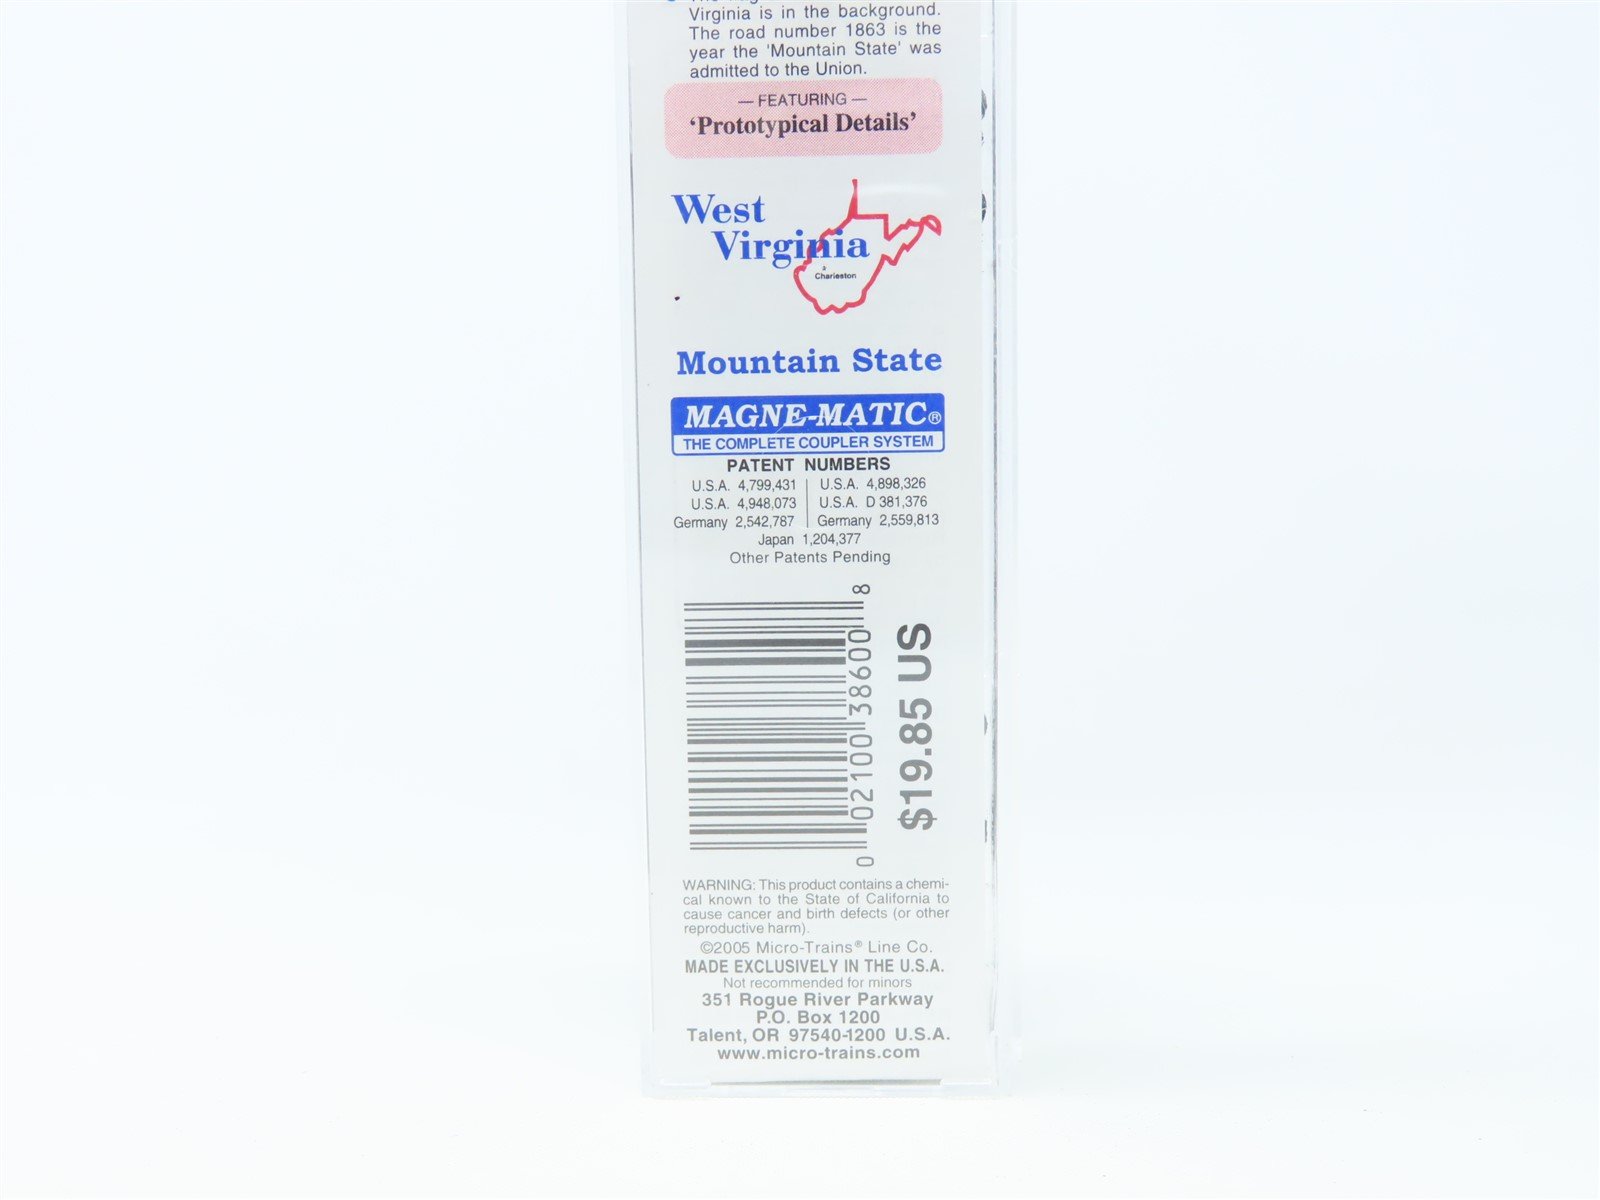 Virginia is in the background.
The road number 1863 is the
year the 'Mountain State' was
admitted to the Union.
— FEATURING —
'Prototypical Details'
West
Virginia
Charleston
Mountain State
MAGNE-MATIC®
THE COMPLETE COUPLER SYSTEM
PATENT NUMBERS
U.S.A. 4,799,431 U.S.A. 4,898,326
U.S.A. 4,948,073 U.S.A. D 381,376
Germany 2,542,787 Germany 2,559,813
Japan 1,204,377
Other Patents Pending
0 02100 38600 8
$19.85 US
WARNING: This product contains a chemi-
cal known to the State of California to
cause cancer and birth defects (or other
reproductive harm).
©2005 Micro-Trains® Line Co.
MADE EXCLUSIVELY IN THE U.S.A.
Not recommended for minors
351 Rogue River Parkway
P.O. Box 1200
Talent, OR 97540-1200 U.S.A.
www.micro-trains.com